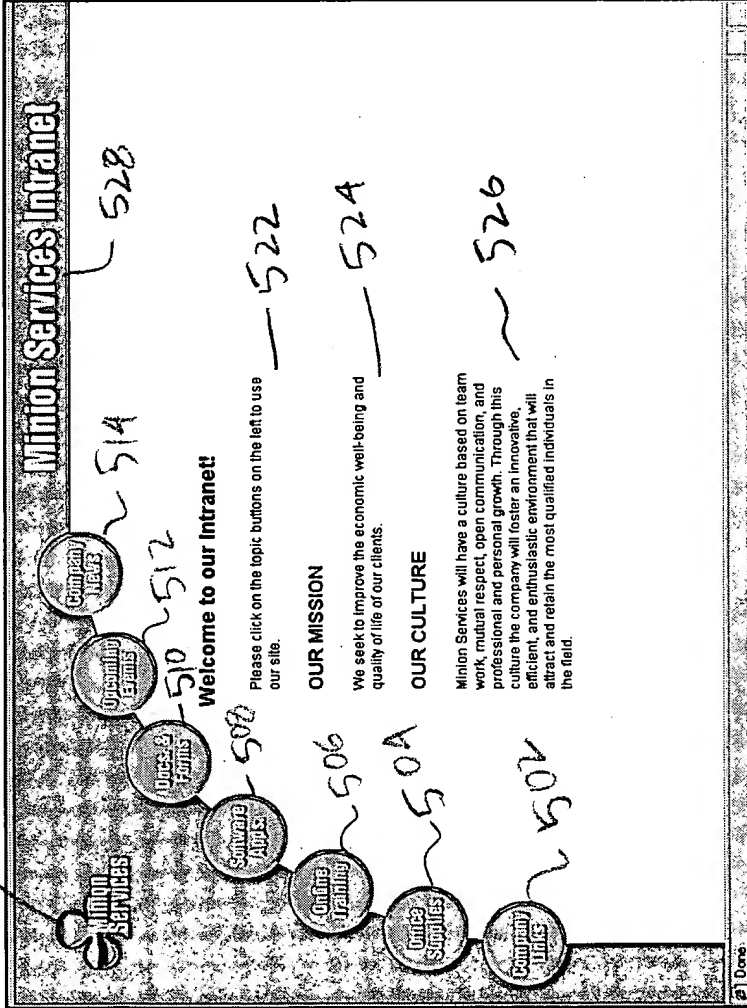 Minion Services Intranet
528
Minion
Services
Company
News
514
Upcoming
Events
512
Docs. &
Forms
510
Software
Apps.
508
Online
Training
506
Office
Supplies
504
Company
Links
502
Welcome to our Intranet!
Please click on the topic buttons on the left to use
our site.
522
OUR MISSION
We seek to improve the economic well-being and
quality of life of our clients.
524
OUR CULTURE
Minion Services will have a culture based on team
work, mutual respect, open communication, and
professional and personal growth. Through this
culture the company will foster an innovative,
efficient, and enthusiastic environment that will
attract and retain the most qualified individuals in
the field.
526
Done